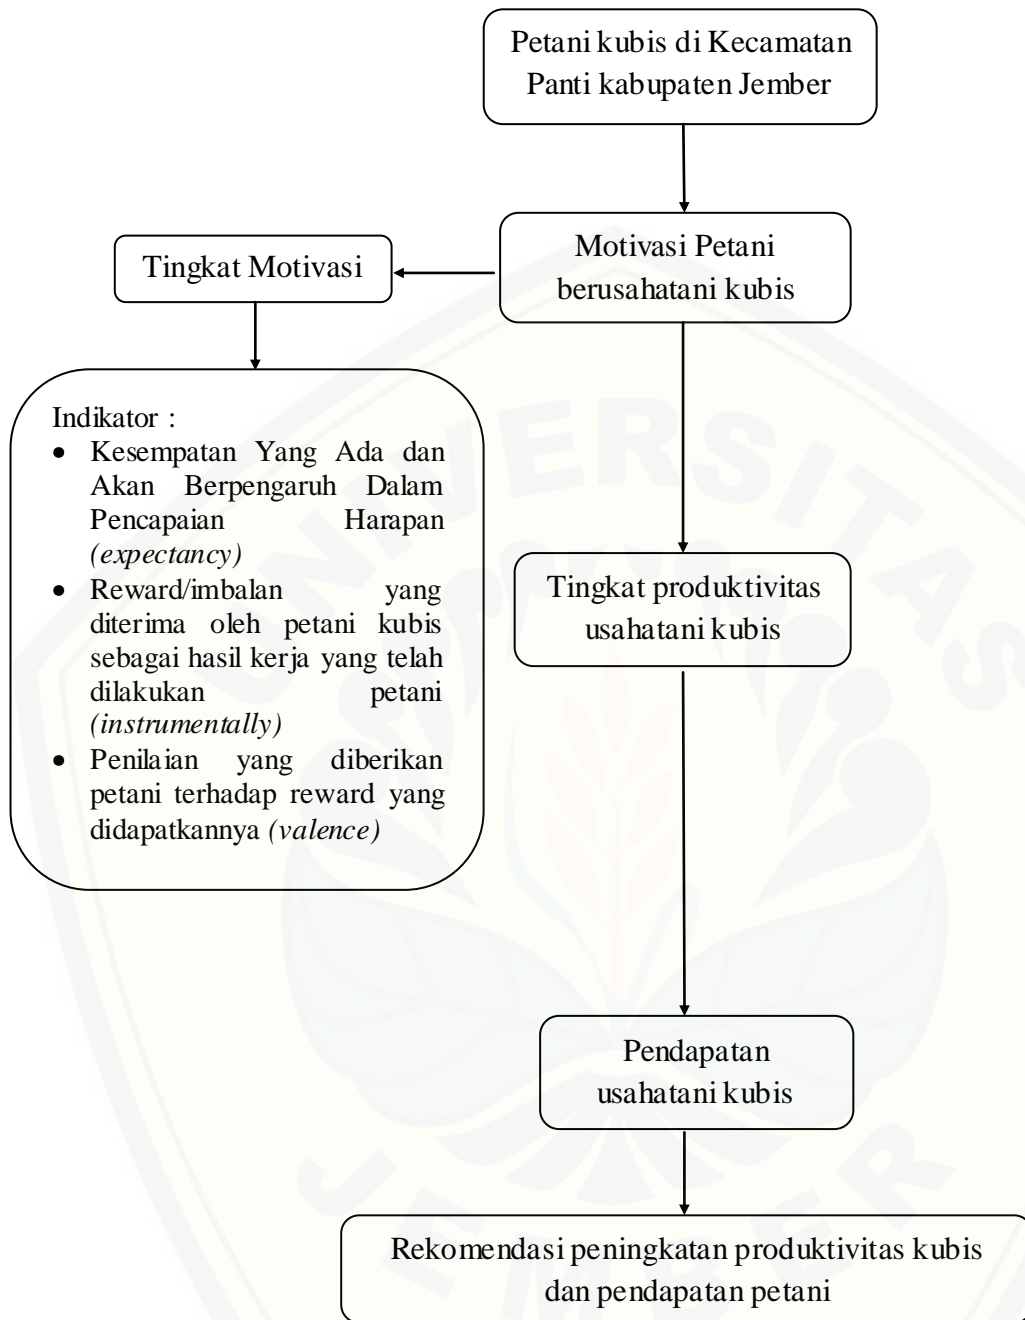 Petani kubis di Kecamatan
Panti kabupaten Jember
Motivasi Petani
berusahatani kubis
Tingkat Motivasi
Indikator :
• Kesempatan Yang Ada dan
Akan Berpengaruh Dalam
Pencapaian Harapan
(expectancy)
• Reward/imbalan yang
diterima oleh petani kubis
sebagai hasil kerja yang telah
dilakukan petani
(instrumentally)
• Penilaian yang diberikan
petani terhadap reward yang
didapatkannya (valence)
Tingkat produktivitas
usahatani kubis
Pendapatan
usahatani kubis
Rekomendasi peningkatan produktivitas kubis
dan pendapatan petani
UNIVERSITAS
JEMBER